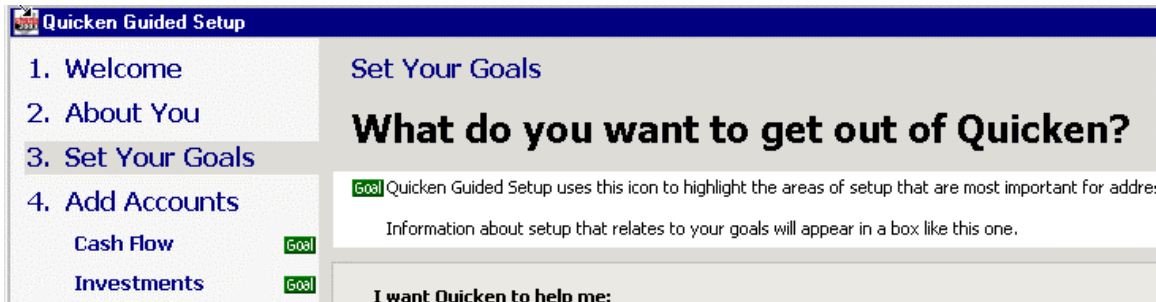 Quicken Guided Setup
1. Welcome
2. About You
3. Set Your Goals
4. Add Accounts
Cash Flow Goal
Investments Goal
Set Your Goals
What do you want to get out of Quicken?
Goal Quicken Guided Setup uses this icon to highlight the areas of setup that are most important for
Information about setup that relates to your goals will appear in a box like this one.
I want Quicken to help me: